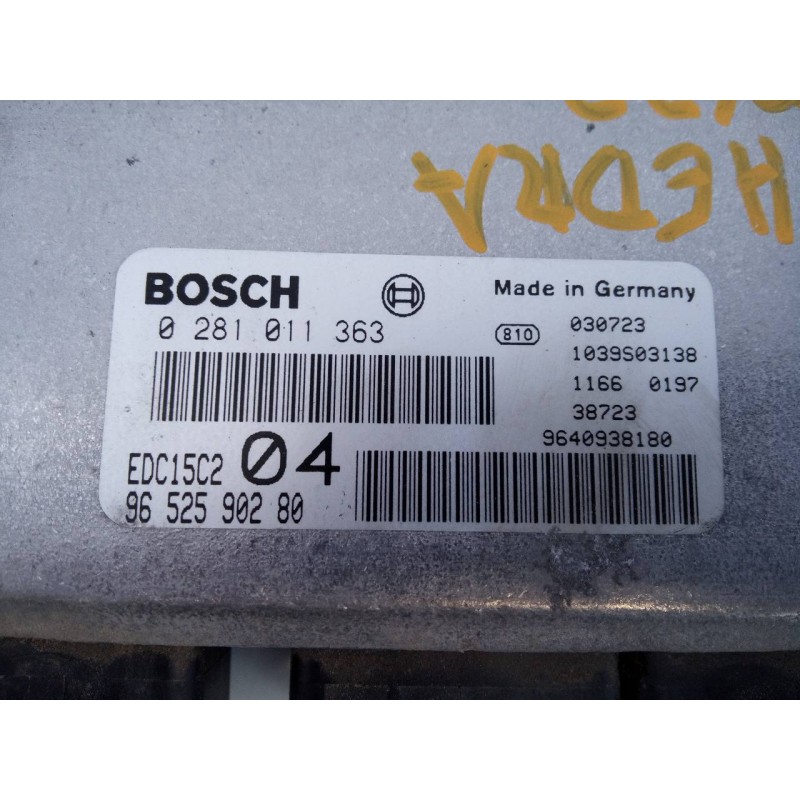 HEDRA
BOSCH
Made in Germany
0 281 011 363
810
030723
1039S03138
1166 0197
38723
9640938180
EDC15C2 04
96 525 902 80